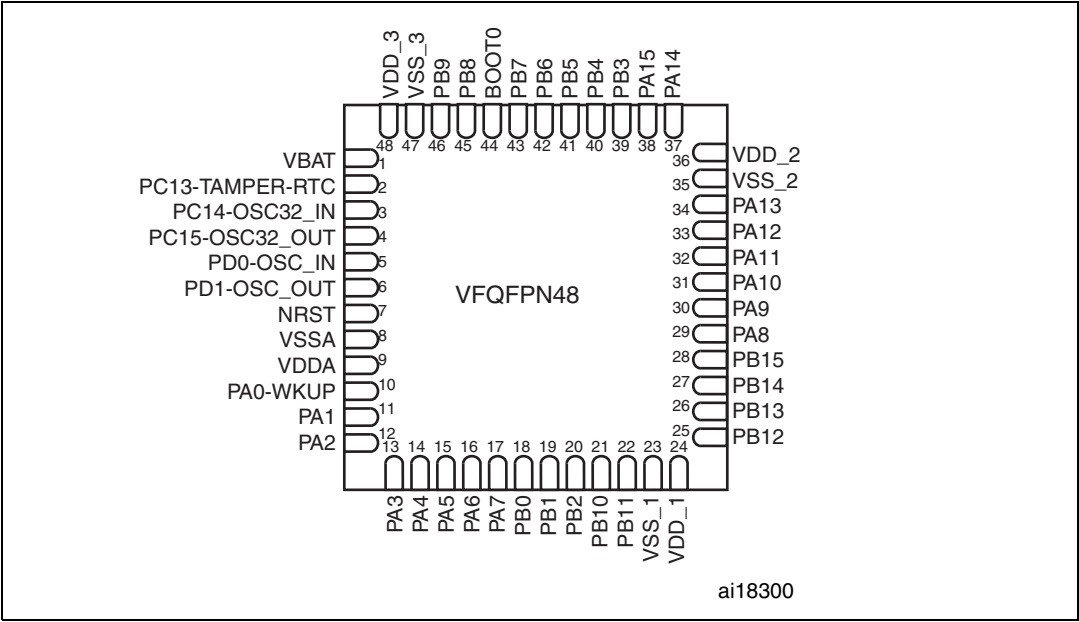 VDD_3
VSS_3
PB9
PB8
BOOT0
PB7
PB6
PB5
PB4
PB3
PA15
PA14
48 47 46 45 44 43 42 41 40 39 38 37
VBAT 1
PC13-TAMPER-RTC 2
PC14-OSC32_IN 3
PC15-OSC32_OUT 4
PD0-OSC_IN 5
PD1-OSC_OUT 6
NRST 7
VSSA 8
VDDA 9
PA0-WKUP 10
PA1 11
PA2 12
VFQFPN48
36 VDD_2
35 VSS_2
34 PA13
33 PA12
32 PA11
31 PA10
30 PA9
29 PA8
28 PB15
27 PB14
26 PB13
25 PB12
13 14 15 16 17 18 19 20 21 22 23 24
PA3
PA4
PA5
PA6
PA7
PB0
PB1
PB2
PB10
PB11
VSS_1
VDD_1
ai18300